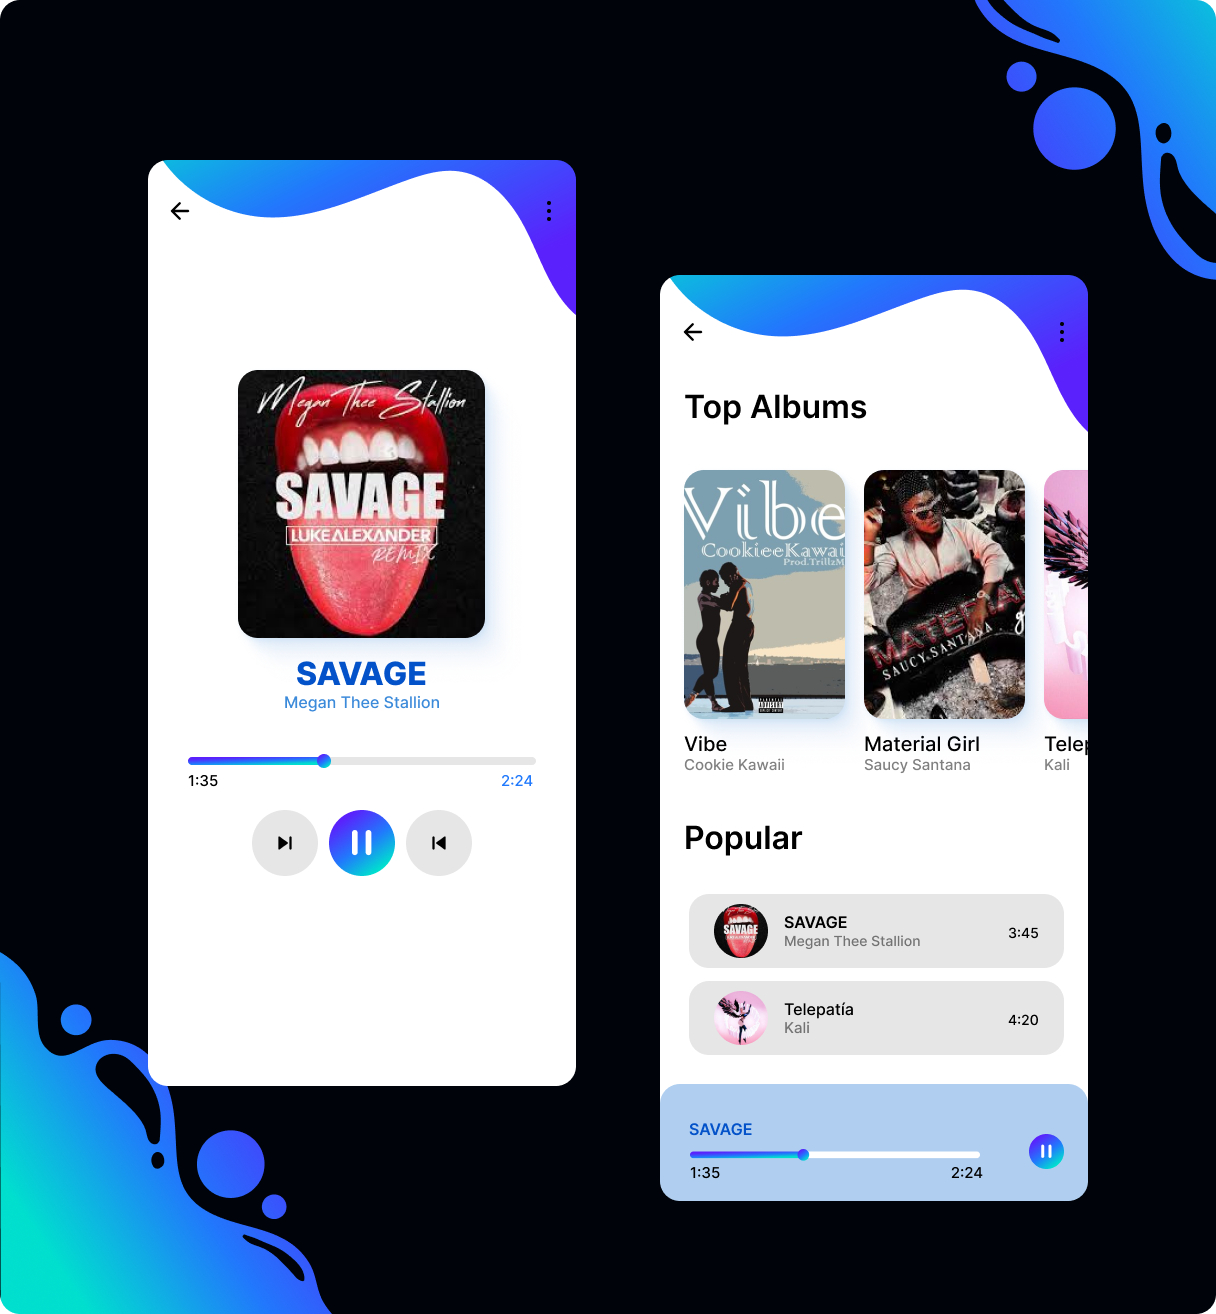 Megan Thee Stallion
SAVAGE
LUKE ALEXANDER
REMIX
SAVAGE
Megan Thee Stallion
1:35
2:24
Top Albums
Vibe
CookieeKawai
Prod.TrillzM
MATERIAL
SAUCY SANTANA
Vibe
Cookie Kawaii
Material Girl
Saucy Santana
Telep
Kali
Popular
SAVAGE
SAVAGE
Megan Thee Stallion
3:45
Telepatía
Kali
4:20
SAVAGE
1:35
2:24